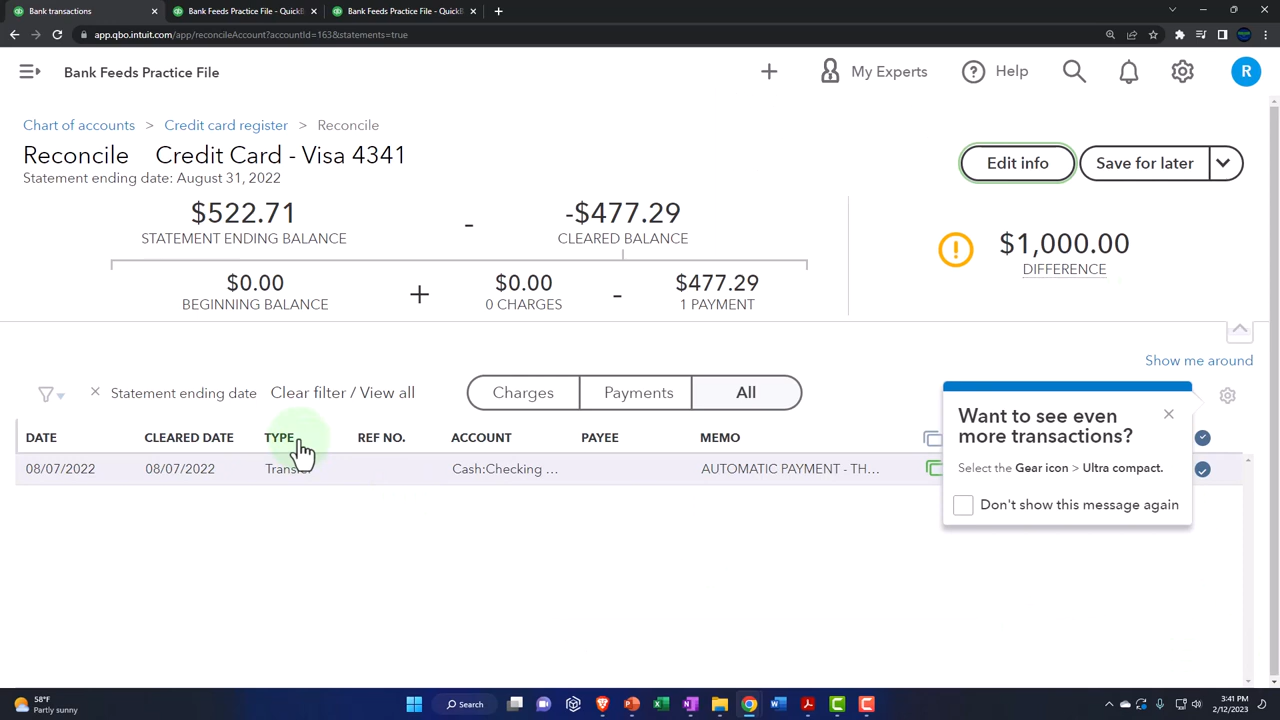 Bank transactions
Bank Feeds Practice File - QuickB
Bank Feeds Practice File - QuickB
app.qbo.intuit.com/app/reconcileAccount?accountId=163&statements=true
Bank Feeds Practice File
My Experts
Help
R
Chart of accounts > Credit card register > Reconcile
Reconcile Credit Card - Visa 4341
Statement ending date: August 31, 2022
Edit info
Save for later
$522.71
STATEMENT ENDING BALANCE
-
-$477.29
CLEARED BALANCE
$1,000.00
DIFFERENCE
$0.00
BEGINNING BALANCE
+
$0.00
0 CHARGES
-
$477.29
1 PAYMENT
Show me around
Statement ending date
Clear filter / View all
Charges
Payments
All
Want to see even
more transactions?
Select the Gear icon > Ultra compact.
Don't show this message again
DATE CLEARED DATE TYPE REF NO. ACCOUNT PAYEE MEMO
08/07/2022 08/07/2022 Cash:Checking ... AUTOMATIC PAYMENT - TH...
58°F
Partly sunny
Search
3:41 PM
2/12/2023